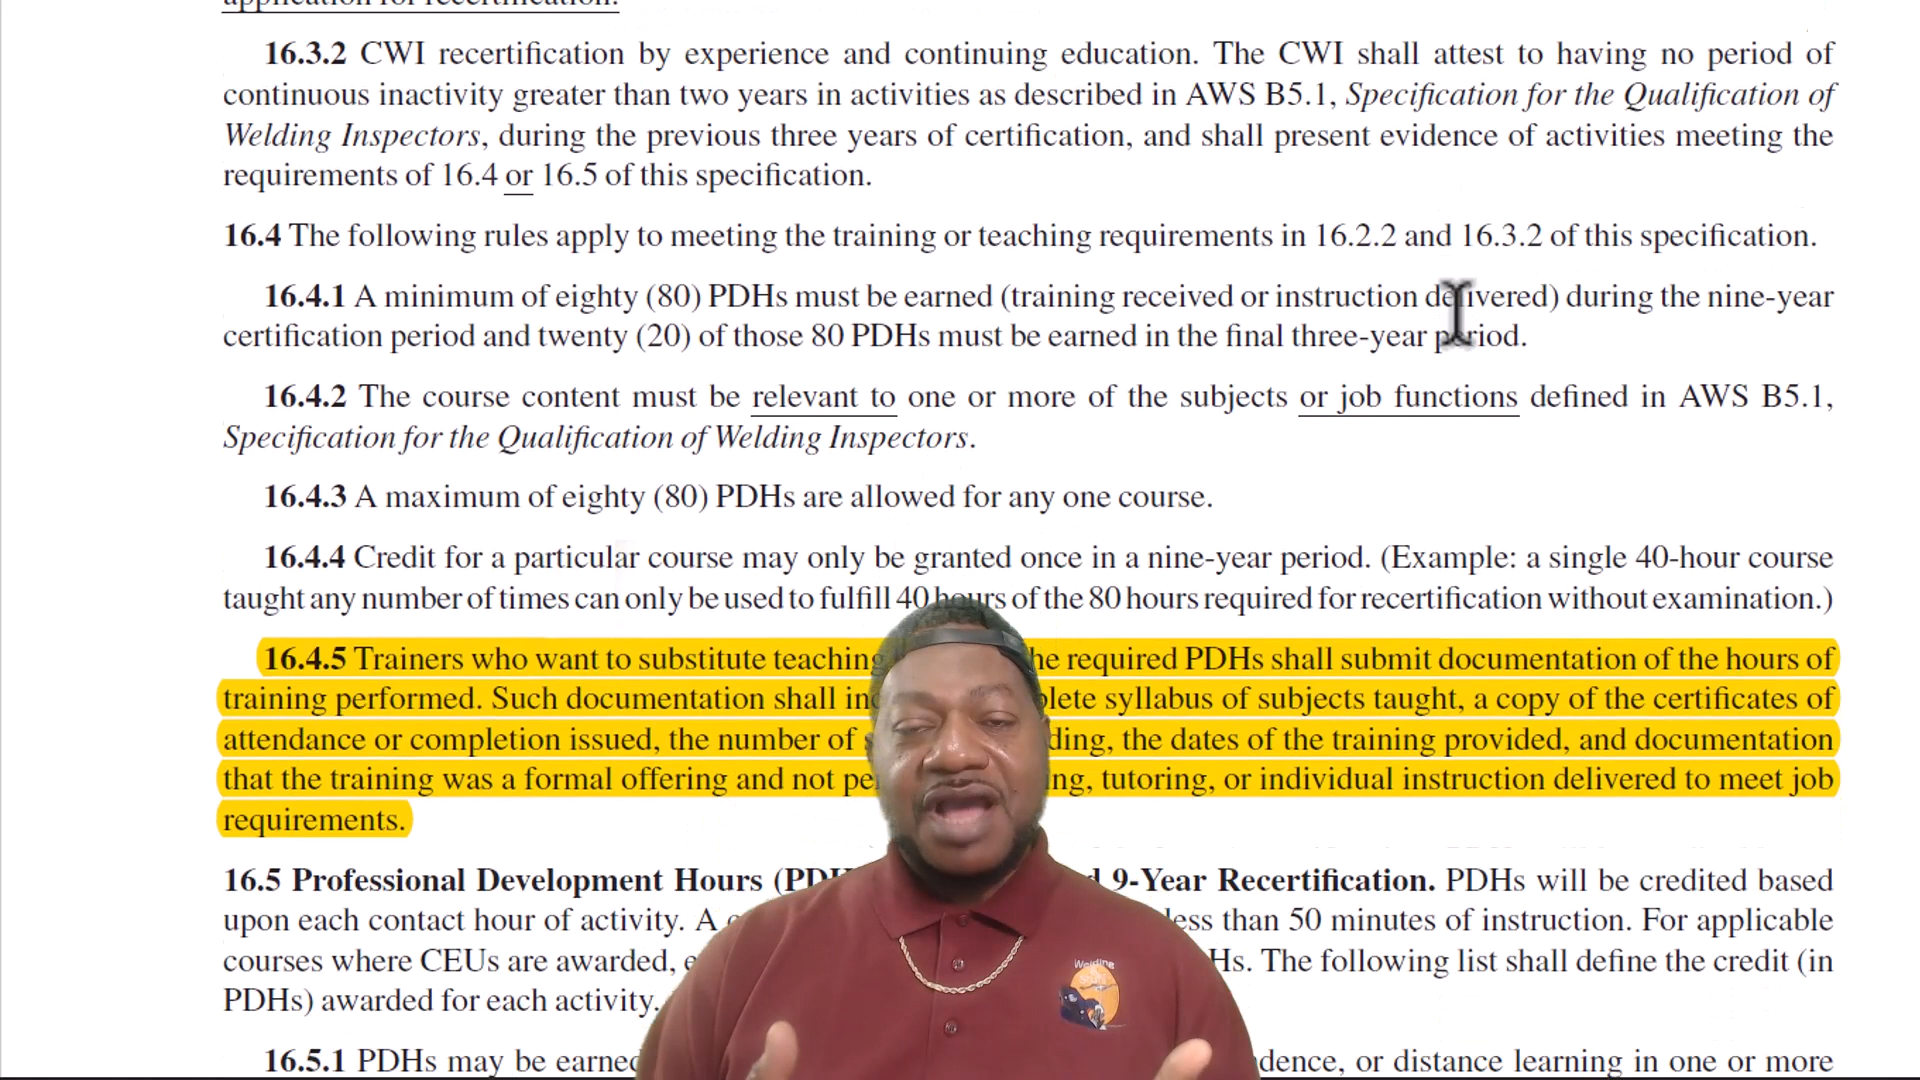 application for recertification.
16.3.2 CWI recertification by experience and continuing education. The CWI shall attest to having no period of
continuous inactivity greater than two years in activities as described in AWS B5.1, Specification for the Qualification of
Welding Inspectors, during the previous three years of certification, and shall present evidence of activities meeting the
requirements of 16.4 or 16.5 of this specification.
16.4 The following rules apply to meeting the training or teaching requirements in 16.2.2 and 16.3.2 of this specification.
16.4.1 A minimum of eighty (80) PDHs must be earned (training received or instruction delivered) during the nine-year
certification period and twenty (20) of those 80 PDHs must be earned in the final three-year period.
16.4.2 The course content must be relevant to one or more of the subjects or job functions defined in AWS B5.1,
Specification for the Qualification of Welding Inspectors.
16.4.3 A maximum of eighty (80) PDHs are allowed for any one course.
16.4.4 Credit for a particular course may only be granted once in a nine-year period. (Example: a single 40-hour course
taught any number of times can only be used to fulfill 40 hours of the 80 hours required for recertification without examination.)
16.4.5 Trainers who want to substitute teaching he required PDHs shall submit documentation of the hours of
training performed. Such documentation shall in plete syllabus of subjects taught, a copy of the certificates of
attendance or completion issued, the number of ding, the dates of the training provided, and documentation
that the training was a formal offering and not pe ng, tutoring, or individual instruction delivered to meet job
requirements.
16.5 Professional Development Hours (PDH 9-Year Recertification. PDHs will be credited based
upon each contact hour of activity. A less than 50 minutes of instruction. For applicable
courses where CEUs are awarded, e Hs. The following list shall define the credit (in
PDHs) awarded for each activity.
Welding
16.5.1 PDHs may be earned dence, or distance learning in one or more